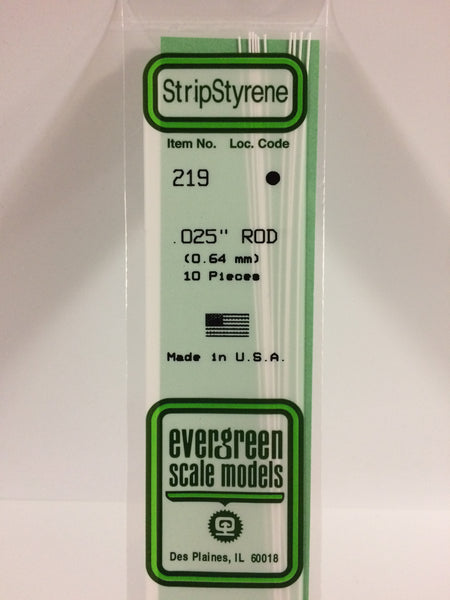 StripStyrene
Item No. Loc. Code
219
.025" ROD
(0.64 mm)
10 Pieces
Made in U.S.A.
evergreen
scale models
Des Plaines, IL 60018